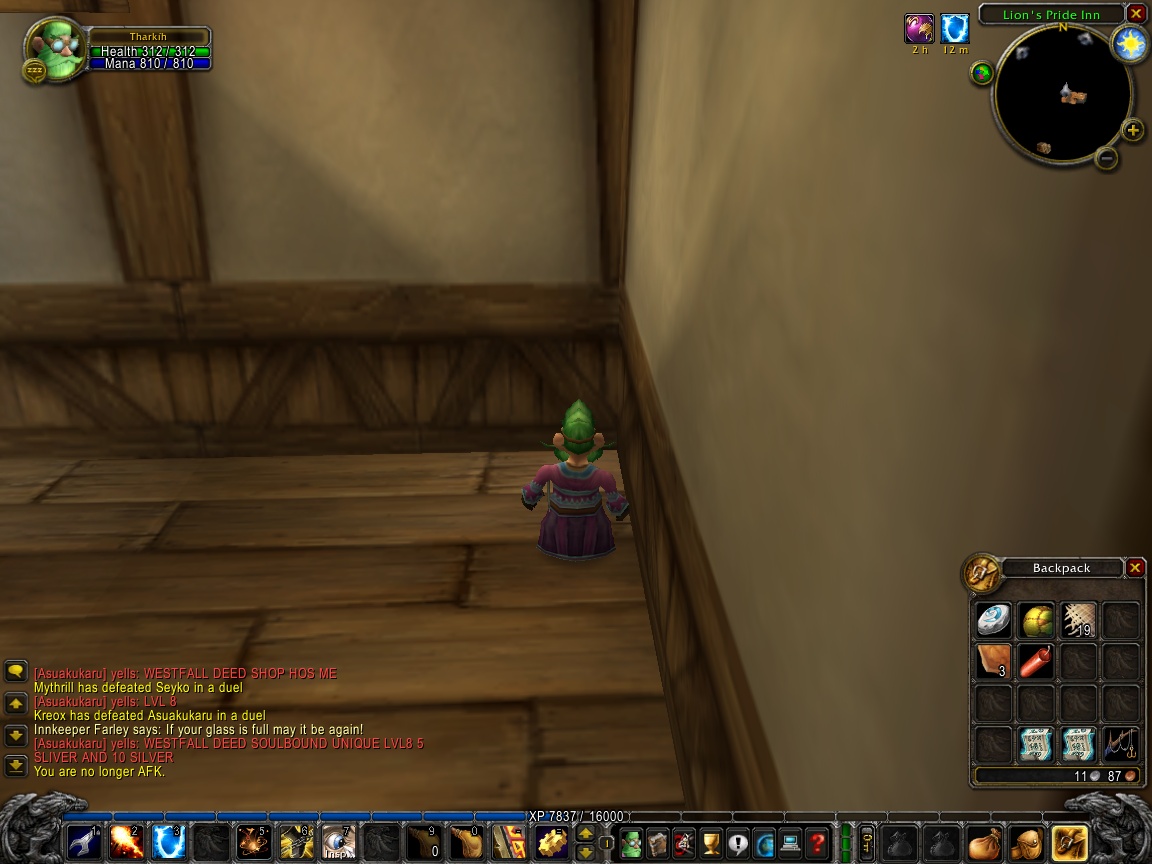 Tharkih
Health 312 / 312
Mana 810 / 810
zzz
2 h
12 m
Lion's Pride Inn
N
Backpack
19
3
11 87
[Asuakukaru] yells: WESTFALL DEED SHOP HOS ME
Mythrill has defeated Seyko in a duel
[Asuakukaru] yells: LVL 8
Kreox has defeated Asuakukaru in a duel
Innkeeper Farley says: If your glass is full may it be again!
[Asuakukaru] yells: WESTFALL DEED SOULBOUND UNIQUE LVL8 5
SLIVER AND 10 SILVER
You are no longer AFK.
XP 7837 / 16000
1 2 3 5 6 7 9 0 - =
Insp
0
1